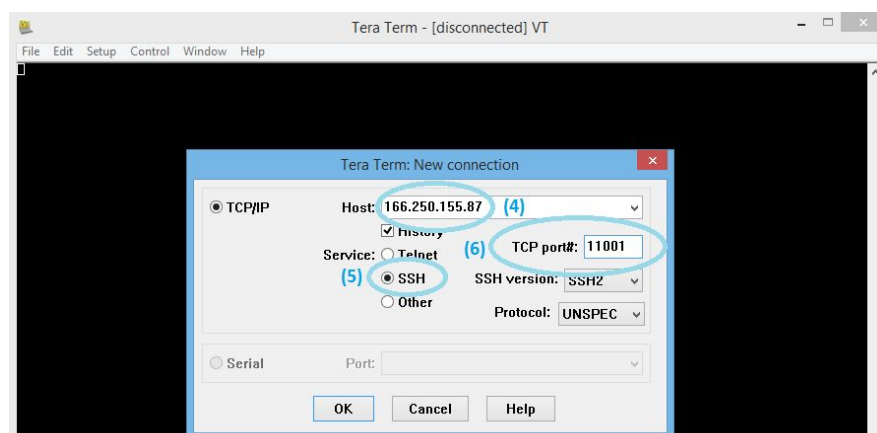 Tera Term - [disconnected] VT
File Edit Setup Control Window Help
Tera Term: New connection
TCP/IP Host: 166.250.155.87 (4)
History
Service: Telnet (6) TCP port#: 11001
(5) SSH SSH version: SSH2
Other Protocol: UNSPEC
Serial Port:
OK Cancel Help